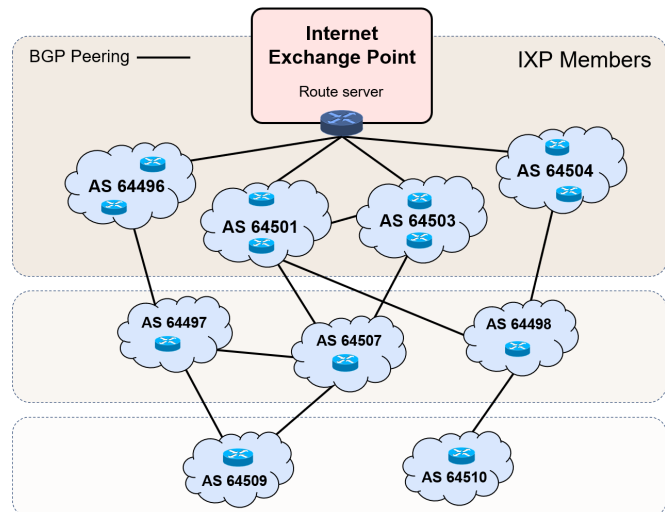 Internet
Exchange Point
Route server
BGP Peering
IXP Members
AS 64496
AS 64501
AS 64503
AS 64504
AS 64497
AS 64507
AS 64498
AS 64509
AS 64510